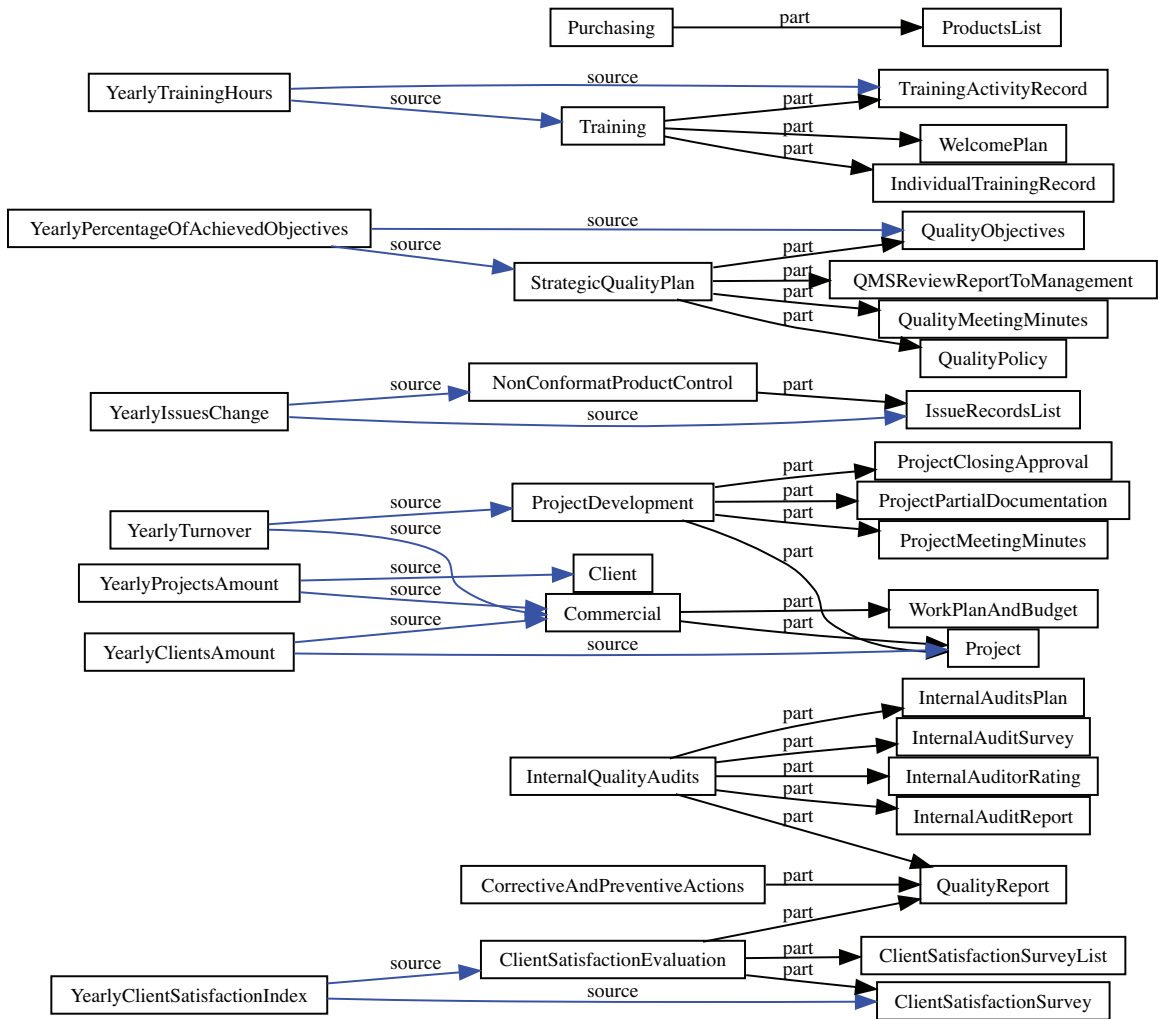 Purchasing
part
ProductsList
YearlyTrainingHours
source
source
Training
part
part
part
TrainingActivityRecord
WelcomePlan
IndividualTrainingRecord
YearlyPercentageOfAchievedObjectives
source
source
StrategicQualityPlan
part
part
part
part
QualityObjectives
QMSReviewReportToManagement
QualityMeetingMinutes
QualityPolicy
YearlyIssuesChange
source
source
NonConformatProductControl
part
IssueRecordsList
YearlyTurnover
source
source
ProjectDevelopment
part
part
part
part
ProjectClosingApproval
ProjectPartialDocumentation
ProjectMeetingMinutes
YearlyProjectsAmount
source
source
Client
Commercial
part
part
WorkPlanAndBudget
Project
YearlyClientsAmount
source
source
InternalQualityAudits
part
part
part
part
part
InternalAuditsPlan
InternalAuditSurvey
InternalAuditorRating
InternalAuditReport
CorrectiveAndPreventiveActions
part
QualityReport
YearlyClientSatisfactionIndex
source
source
ClientSatisfactionEvaluation
part
part
part
ClientSatisfactionSurveyList
ClientSatisfactionSurvey